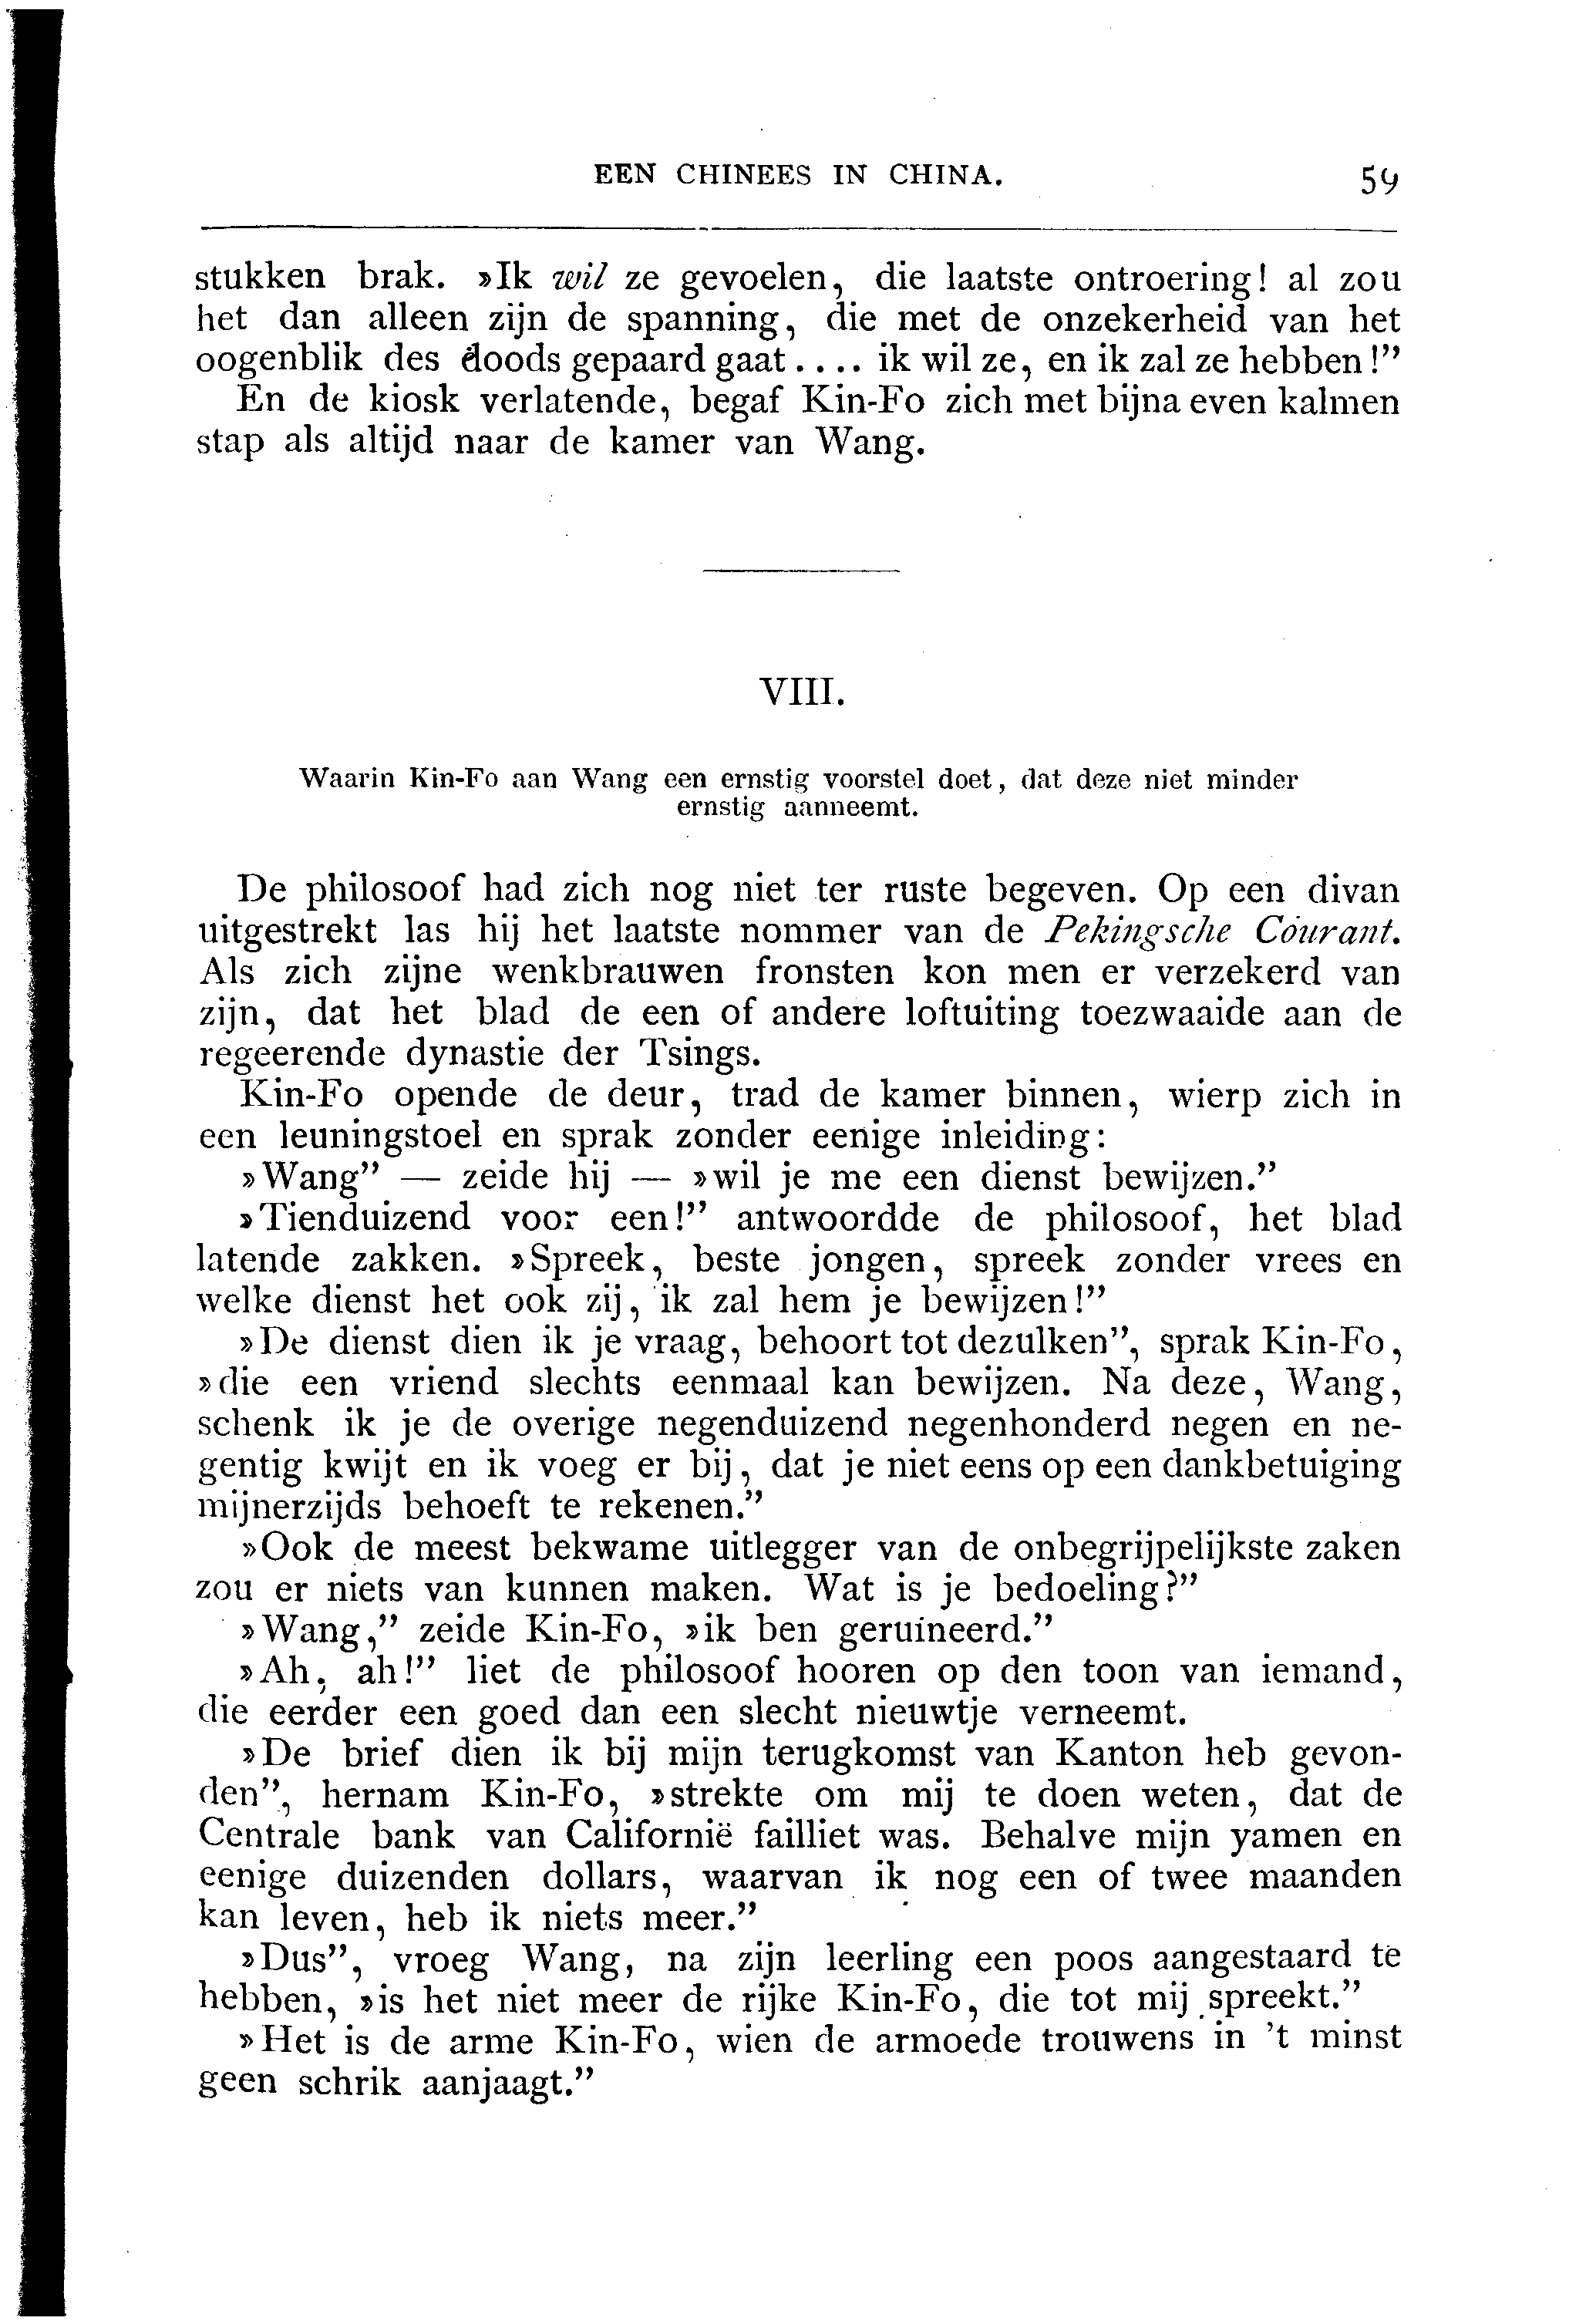 EEN CHINEES IN CHINA. 59
stukken brak. »Ik wil ze gevoelen, die laatste ontroering! al zou
het dan alleen zijn de spanning, die met de onzekerheid van het
oogenblik des doods gepaard gaat.... ik wil ze, en ik zal ze hebben!”
En de kiosk verlatende, begaf Kin-Fo zich met bijna even kalmen
stap als altijd naar de kamer van Wang.
VIII.
Waarin Kin-Fo aan Wang een ernstig voorstel doet, dat deze niet minder
ernstig aanneemt.
De philosoof had zich nog niet ter ruste begeven. Op een divan
uitgestrekt las hij het laatste nommer van de Pekingsche Courant.
Als zich zijne wenkbrauwen fronsten kon men er verzekerd van
zijn, dat het blad de een of andere loftuiting toezwaaide aan de
regeerende dynastie der Tsings.
Kin-Fo opende de deur, trad de kamer binnen, wierp zich in
een leuningstoel en sprak zonder eenige inleiding:
»Wang” — zeide hij — »wil je me een dienst bewijzen.”
»Tienduizend voor een!” antwoordde de philosoof, het blad
latende zakken. »Spreek, beste jongen, spreek zonder vrees en
welke dienst het ook zij, ik zal hem je bewijzen!”
»De dienst dien ik je vraag, behoort tot dezulken”, sprak Kin-Fo,
»die een vriend slechts eenmaal kan bewijzen. Na deze, Wang,
schenk ik je de overige negenduizend negenhonderd negen en ne-
gentig kwijt en ik voeg er bij, dat je niet eens op een dankbetuiging
mijnerzijds behoeft te rekenen.”
»Ook de meest bekwame uitlegger van de onbegrijpelijkste zaken
zou er niets van kunnen maken. Wat is je bedoeling?”
»Wang,” zeide Kin-Fo, »ik ben geruineerd.”
»Ah, ah!” liet de philosoof hooren op den toon van iemand,
die eerder een goed dan een slecht nieuwtje verneemt.
»De brief dien ik bij mijn terugkomst van Kanton heb gevon-
den”, hernam Kin-Fo, »strekte om mij te doen weten, dat de
Centrale bank van Californië failliet was. Behalve mijn yamen en
eenige duizenden dollars, waarvan ik nog een of twee maanden
kan leven, heb ik niets meer.”
»Dus”, vroeg Wang, na zijn leerling een poos aangestaard te
hebben, »is het niet meer de rijke Kin-Fo, die tot mij spreekt.”
»Het is de arme Kin-Fo, wien de armoede trouwens in ’t minst
geen schrik aanjaagt.”